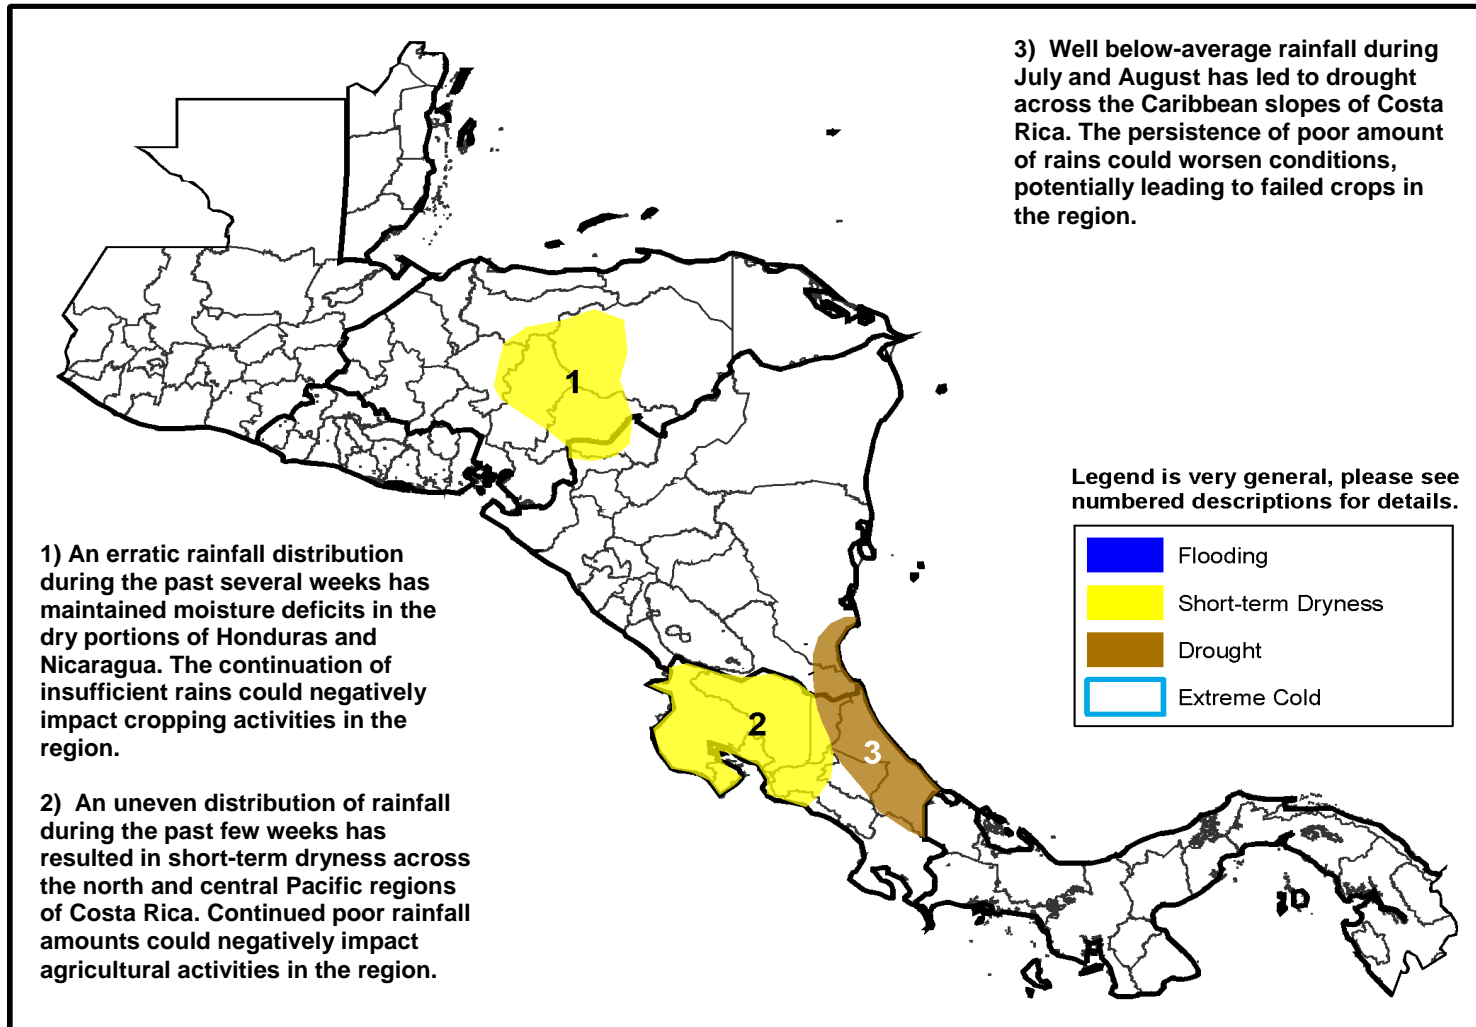 3)  Well below-average rainfall during
July and August has led to drought
across the Caribbean slopes of Costa
Rica. The persistence of poor amount
of rains could worsen conditions,
potentially leading to failed crops in
the region.
1
Legend is very general, please see
numbered descriptions for details.
Flooding
Short-term Dryness
Drought
Extreme Cold
1) An erratic rainfall distribution
during the past several weeks has
maintained moisture deficits in the
dry portions of Honduras and
Nicaragua. The continuation of
insufficient rains could negatively
impact cropping activities in the
region.
2
3
2)  An uneven distribution of rainfall
during the past few weeks has
resulted in short-term dryness across
the north and central Pacific regions
of Costa Rica. Continued poor rainfall
amounts could negatively impact
agricultural activities in the region.